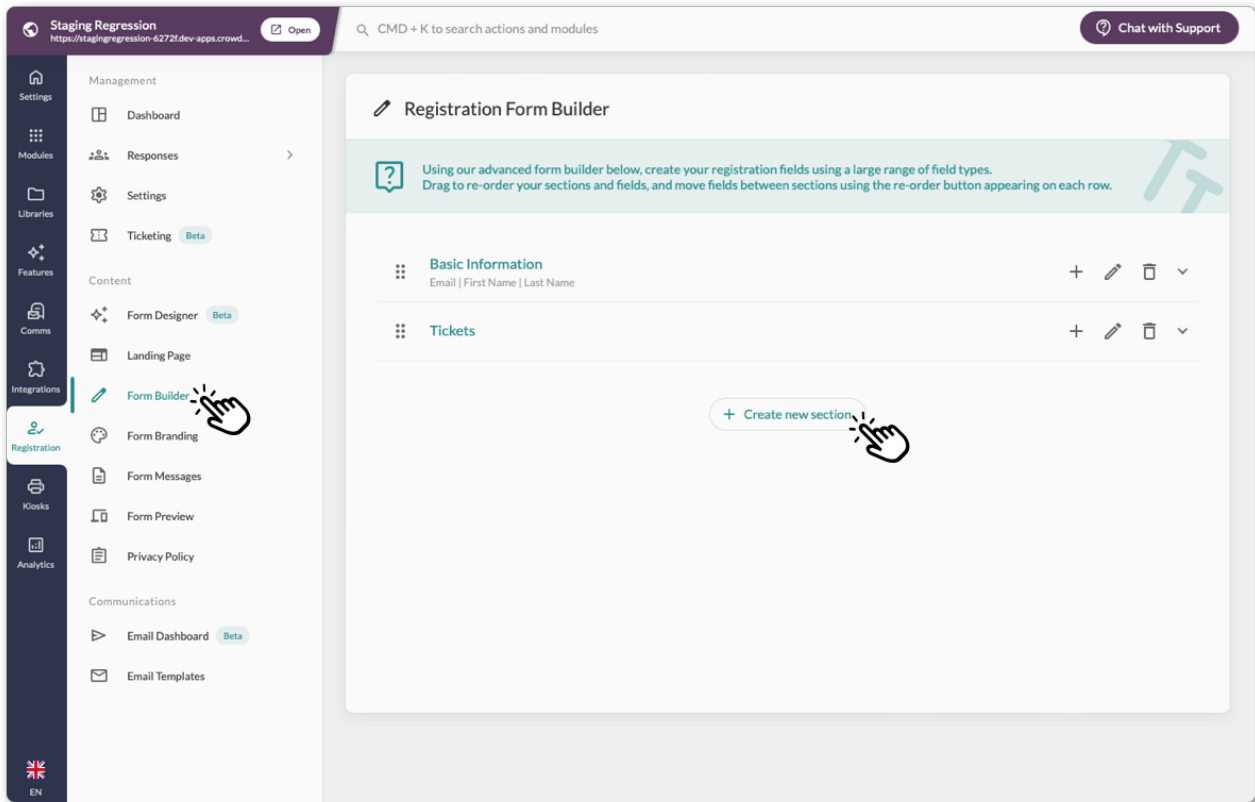 Staging Regression
https://stagingregression-6272f.dev-apps.crowd...
Open
CMD + K to search actions and modules
Chat with Support
Settings
Modules
Libraries
Features
Comms
Integrations
Registration
Kiosks
Analytics
EN
Management
Dashboard
Responses
Settings
Ticketing Beta
Content
Form Designer Beta
Landing Page
Form Builder
Form Branding
Form Messages
Form Preview
Privacy Policy
Communications
Email Dashboard Beta
Email Templates
Registration Form Builder
Using our advanced form builder below, create your registration fields using a large range of field types.
Drag to re-order your sections and fields, and move fields between sections using the re-order button appearing on each row.
Basic Information
Email | First Name | Last Name
Tickets
+ Create new section